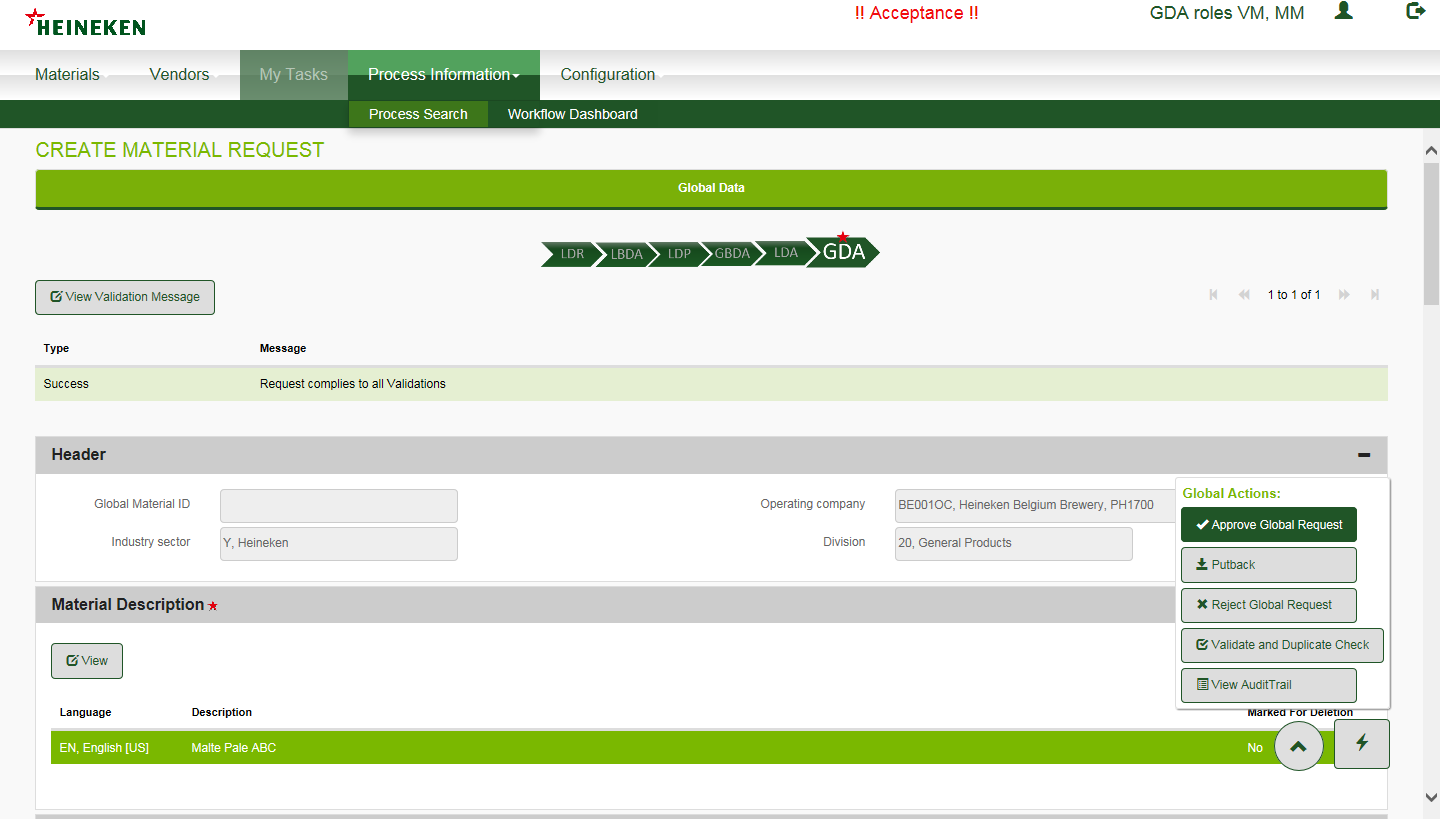 HEINEKEN
!! Acceptance !!
GDA roles VM, MM
Materials
Vendors
My Tasks
Process Information
Configuration
Process Search
Workflow Dashboard
CREATE MATERIAL REQUEST
Global Data
LDR
LBDA
LDP
GBDA
LDA
GDA
View Validation Message
1 to 1 of 1
Type
Message
Success
Request complies to all Validations
Header
Global Material ID
Operating company
BE001OC, Heineken Belgium Brewery, PH1700
Industry sector
Y, Heineken
Division
20, General Products
Global Actions:
Approve Global Request
Putback
Reject Global Request
Validate and Duplicate Check
View AuditTrail
Material Description
View
Language
Description
Marked For Deletion
EN, English [US]
Malte Pale ABC
No